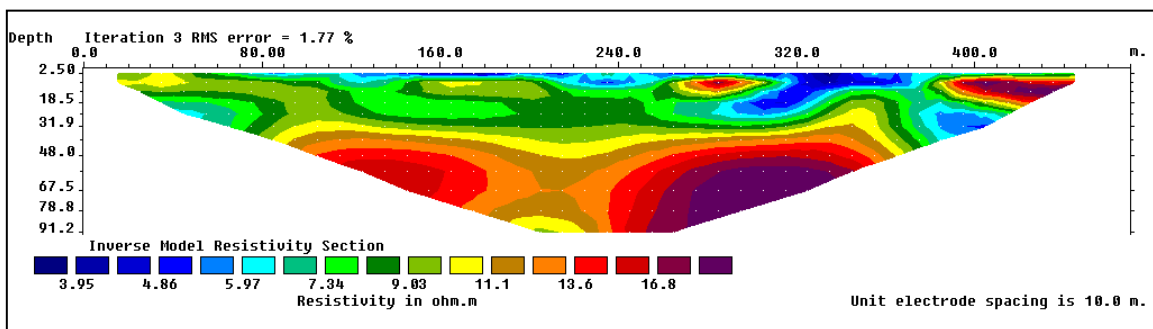 Depth Iteration 3 RMS error = 1.77 %
0.0 80.00 160.0 240.0 320.0 400.0 m.
2.50
18.5
31.9
48.0
67.5
78.8
91.2
Inverse Model Resistivity Section
3.95 4.86 5.97 7.34 9.03 11.1 13.6 16.8
Resistivity in ohm.m Unit electrode spacing is 10.0 m.